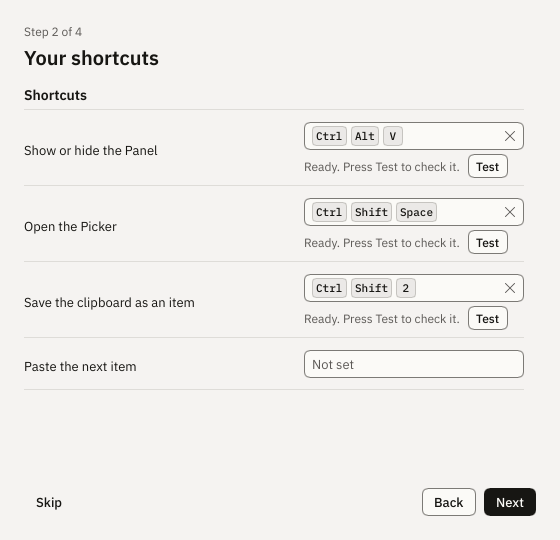 Step 2 of 4
Your shortcuts
Shortcuts
Show or hide the Panel
Ctrl Alt V
Ready. Press Test to check it. Test
Open the Picker
Ctrl Shift Space
Ready. Press Test to check it. Test
Save the clipboard as an item
Ctrl Shift 2
Ready. Press Test to check it. Test
Paste the next item
Not set
Skip
Back
Next